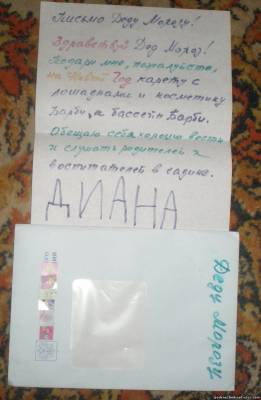 Письмо Деду Морозу!
Здравствуй Дед Мороз!
Подари мне, пожалуйста,
на Новый Год карету с
лошадками и косметику
Барби, и бассейн Барби.
Обещаю себя хорошо вести
и слушать родителей и
воспитателей в садике.
ДИАНА
Деду Морозу